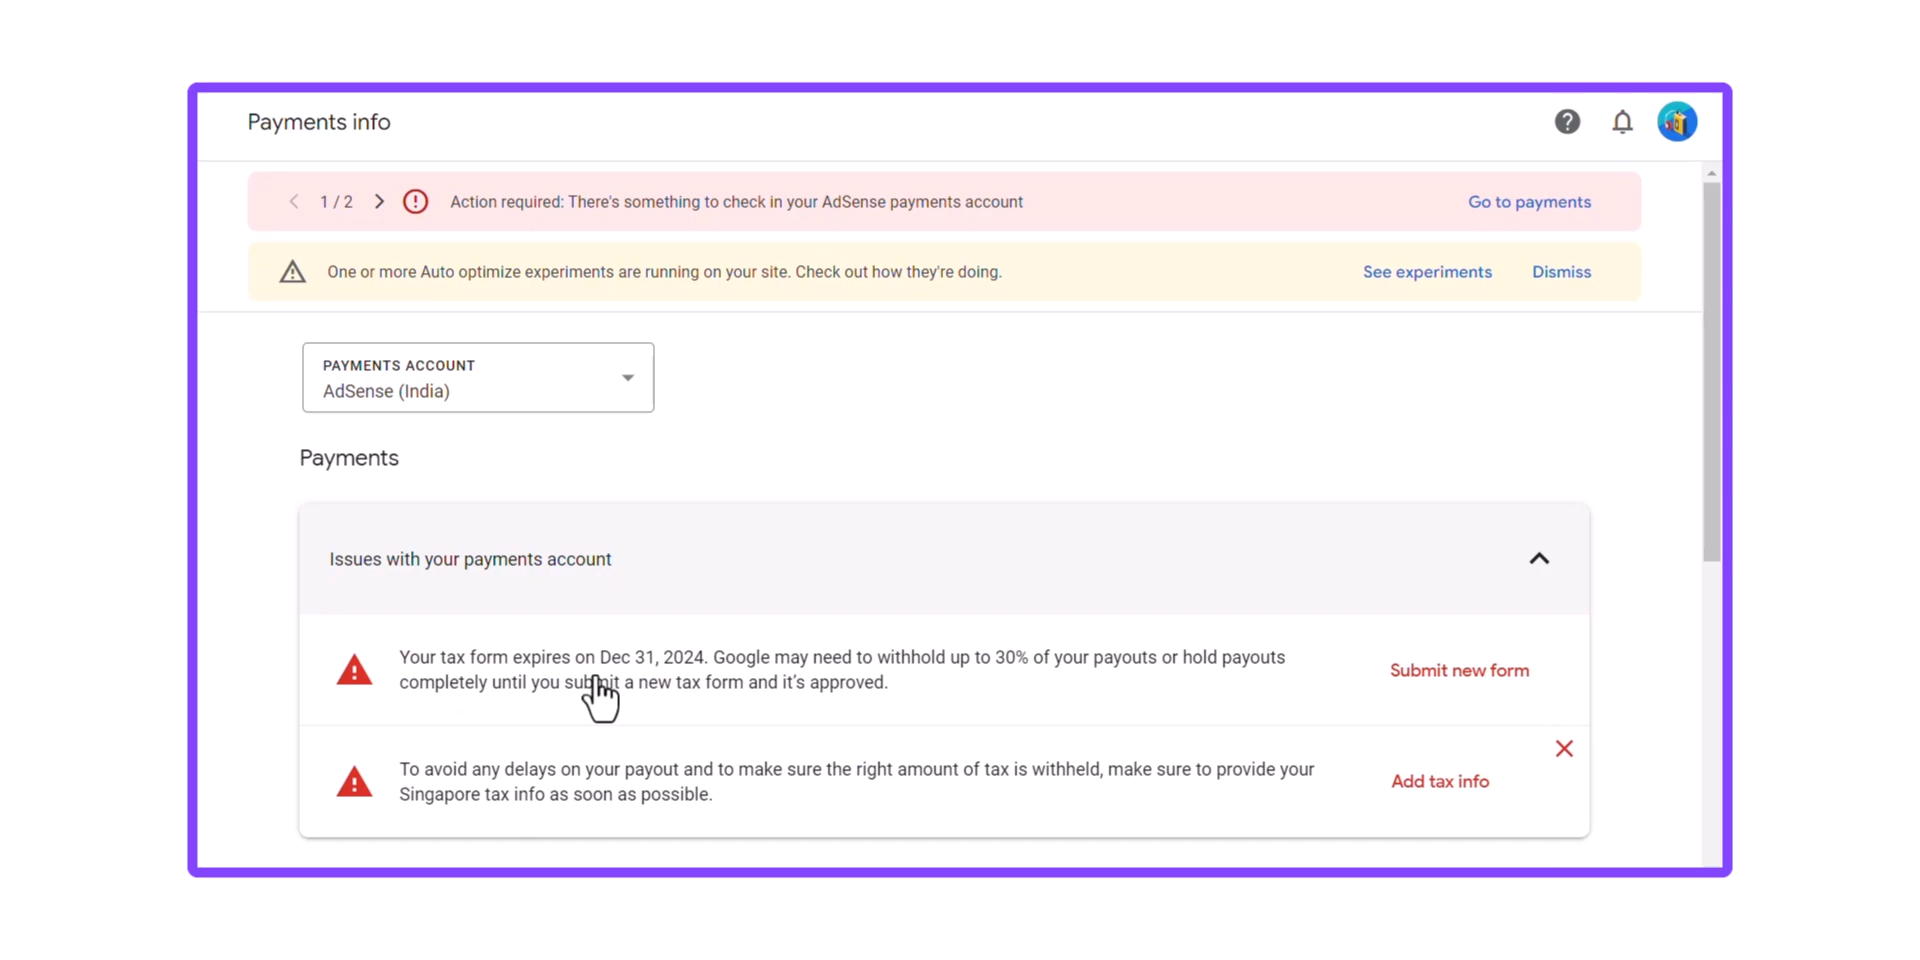 Payments info
1 / 2
Action required: There's something to check in your AdSense payments account
Go to payments
One or more Auto optimize experiments are running on your site. Check out how they're doing.
See experiments
Dismiss
PAYMENTS ACCOUNT
AdSense (India)
Payments
Issues with your payments account
Your tax form expires on Dec 31, 2024. Google may need to withhold up to 30% of your payouts or hold payouts
completely until you submit a new tax form and it's approved.
Submit new form
To avoid any delays on your payout and to make sure the right amount of tax is withheld, make sure to provide your
Singapore tax info as soon as possible.
Add tax info